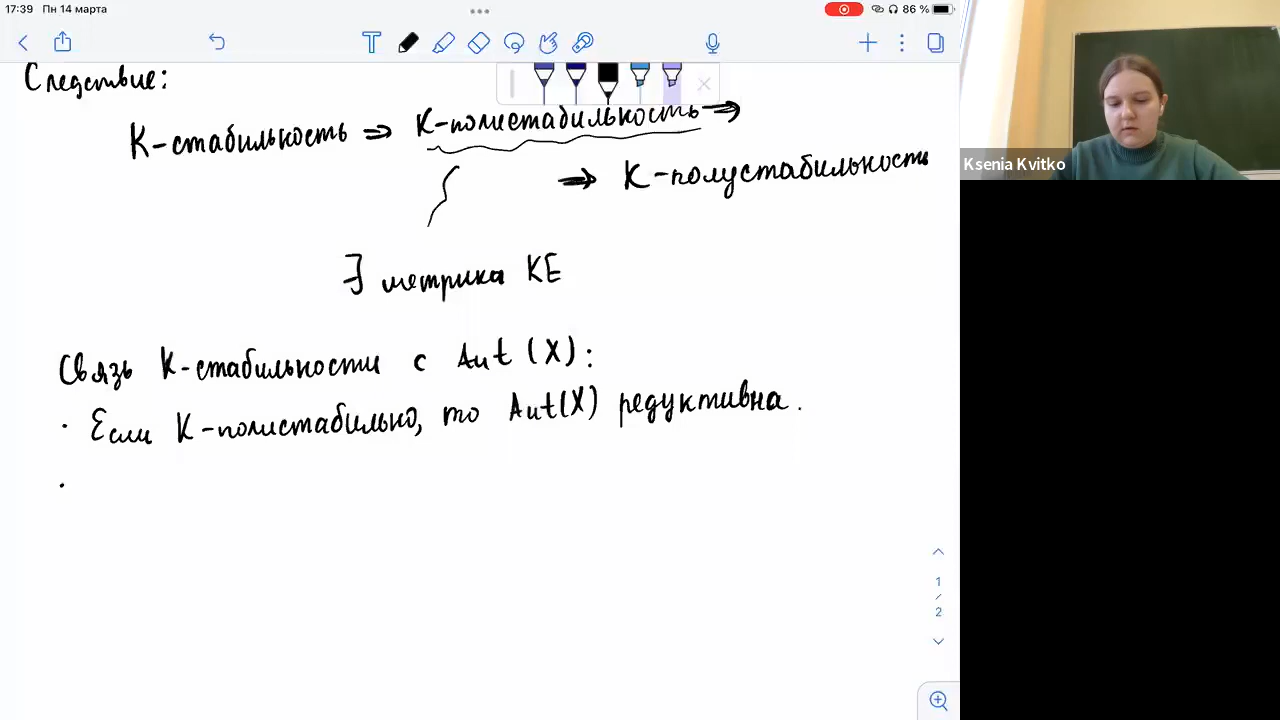 17:39 Пн 14 марта
86 %
Следствие:
К-стабильность ⇒ К-полистабильность ⇒
⇒ К-полустабильность
∃ метрика КЕ
Связь К-стабильности с Aut (X):
· Если К-полистабильно, то Aut(X) редуктивна.
·
1
/
2
Ksenia Kvitko